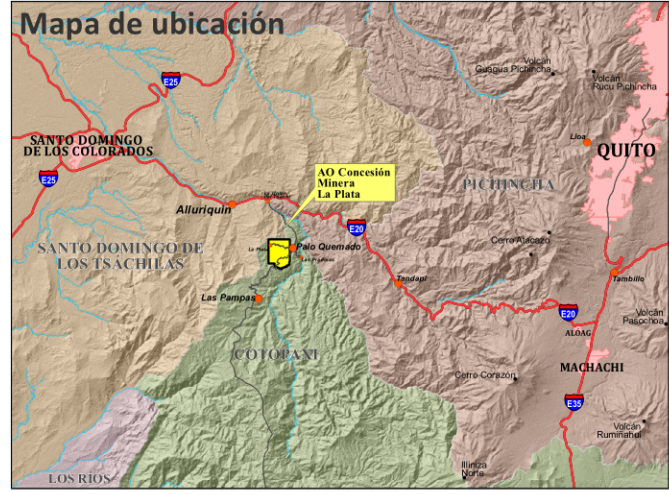 Mapa de ubicación
Volcán
Guagua Pichincha
Volcán
Rucu Pichincha
E25
Lloa
SANTO DOMINGO
DE LOS COLORADOS
QUITO
AO Concesión
Minera
La Plata
E25
PICHINCHA
Alluriquin
E20
Cerro Atacazo
SANTO DOMINGO DE
LOS TSÁCHILAS
Palo Quemado
Tandapi
Tambillo
Las Pampas
E20
Volcán
Pasochoa
ALOAG
COTOPAXI
MACHACHI
Cerro Corazón
E35
Volcán
Rumiñahui
Illiniza
Norte
LOS RIOS